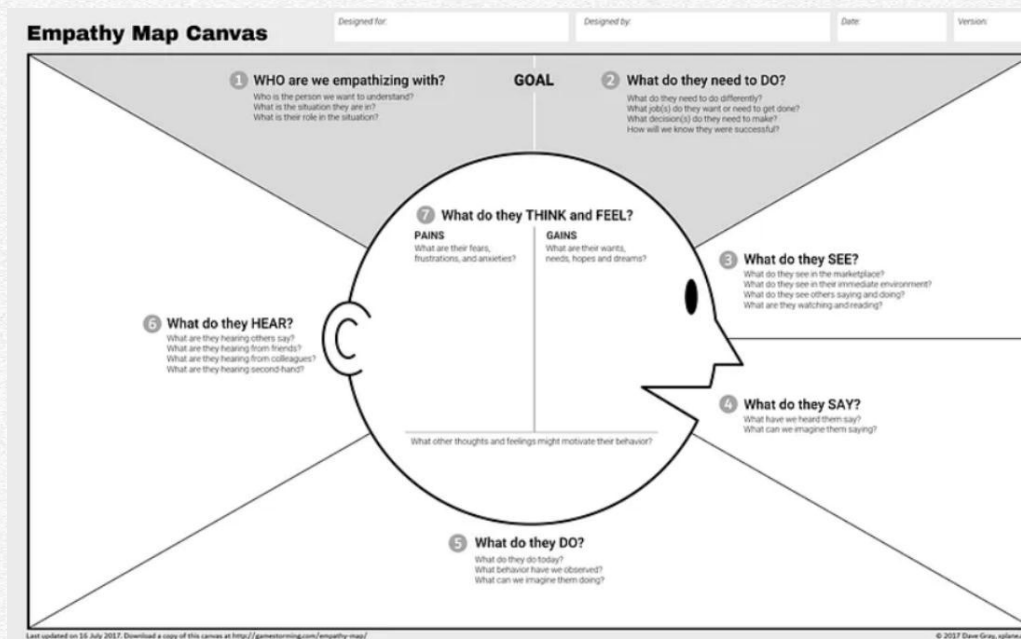 Empathy Map Canvas
Designed for:
Designed by:
Date:
Version:
1 WHO are we empathizing with?
Who is the person we want to understand?
What is the situation they are in?
What is their role in the situation?
GOAL
2 What do they need to DO?
What do they need to do differently?
What job(s) do they want or need to get done?
What decision(s) do they need to make?
How will we know they were successful?
7 What do they THINK and FEEL?
PAINS
What are their fears,
frustrations, and anxieties?
GAINS
What are their wants,
needs, hopes and dreams?
What other thoughts and feelings might motivate their behavior?
3 What do they SEE?
What do they see in the marketplace?
What do they see in their immediate environment?
What do they see others saying and doing?
What are they watching and reading?
6 What do they HEAR?
What are they hearing others say?
What are they hearing from friends?
What are they hearing from colleagues?
What are they hearing second-hand?
4 What do they SAY?
What have we heard them say?
What can we imagine them saying?
5 What do they DO?
What do they do today?
What behavior have we observed?
What can we imagine them doing?
Last updated on 16 July 2017. Download a copy of this canvas at http://gamestorming.com/empathy-map/
© 2017 Dave Gray, xplane